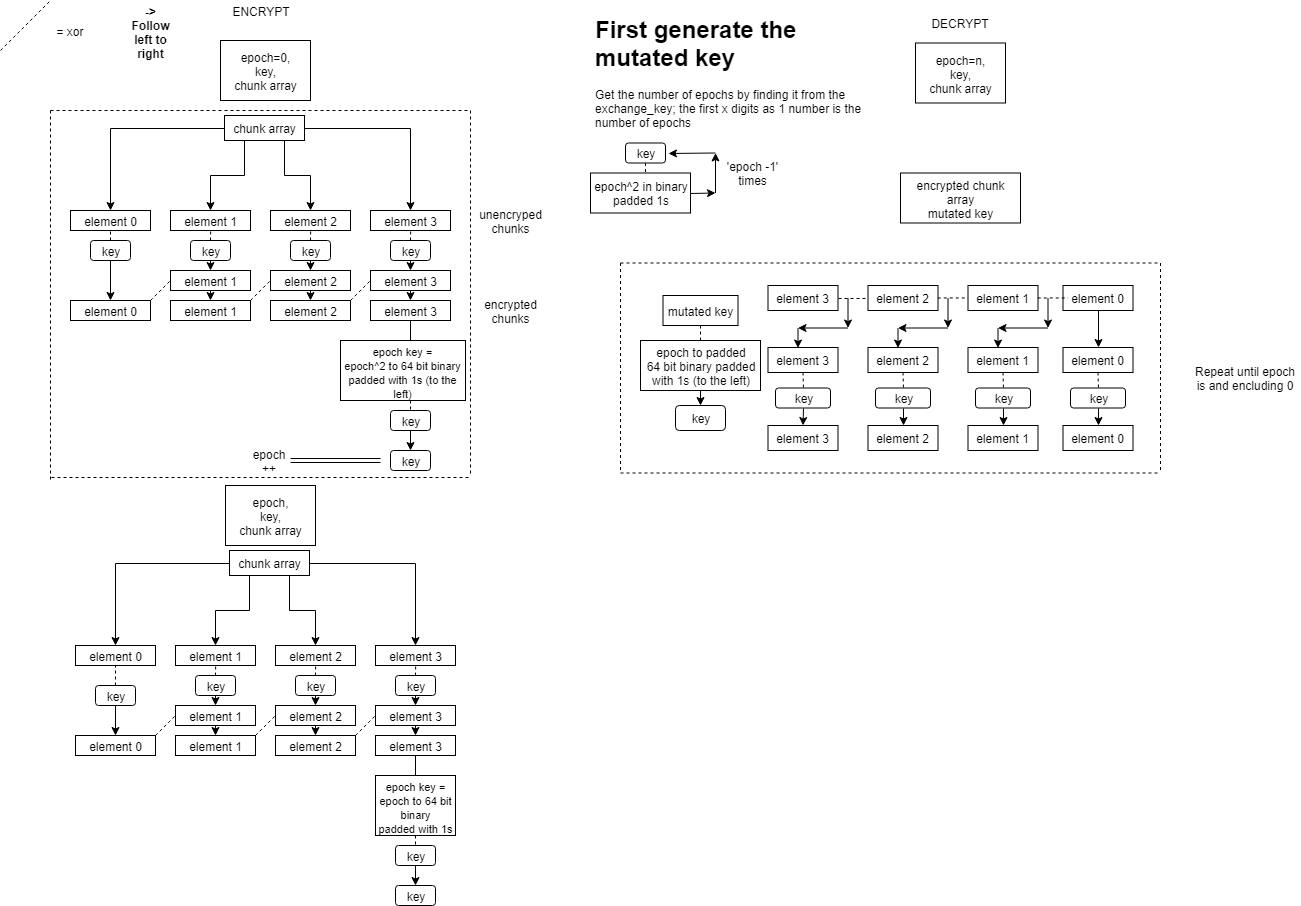 = xor
->
Follow
left to
right
ENCRYPT
epoch=0,
key,
chunk array
chunk array
element 0
element 1
element 2
element 3
unencryped
chunks
key
key
key
key
element 1
element 2
element 3
element 0
element 1
element 2
element 3
encrypted
chunks
epoch key =
epoch^2 to 64 bit binary
padded with 1s (to the
left)
key
key
epoch
++
epoch,
key,
chunk array
chunk array
element 0
element 1
element 2
element 3
key
key
key
key
element 1
element 2
element 3
element 0
element 1
element 2
element 3
epoch key =
epoch to 64 bit
binary
padded with 1s
key
key
First generate the
mutated key
Get the number of epochs by finding it from the
exchange_key; the first x digits as 1 number is the
number of epochs
key
epoch^2 in binary
padded 1s
'epoch -1'
times
DECRYPT
epoch=n,
key,
chunk array
encrypted chunk
array
mutated key
mutated key
epoch to padded
64 bit binary padded
with 1s (to the left)
key
element 3
element 2
element 1
element 0
element 3
element 2
element 1
element 0
key
key
key
key
element 3
element 2
element 1
element 0
Repeat until epoch
is and encluding 0